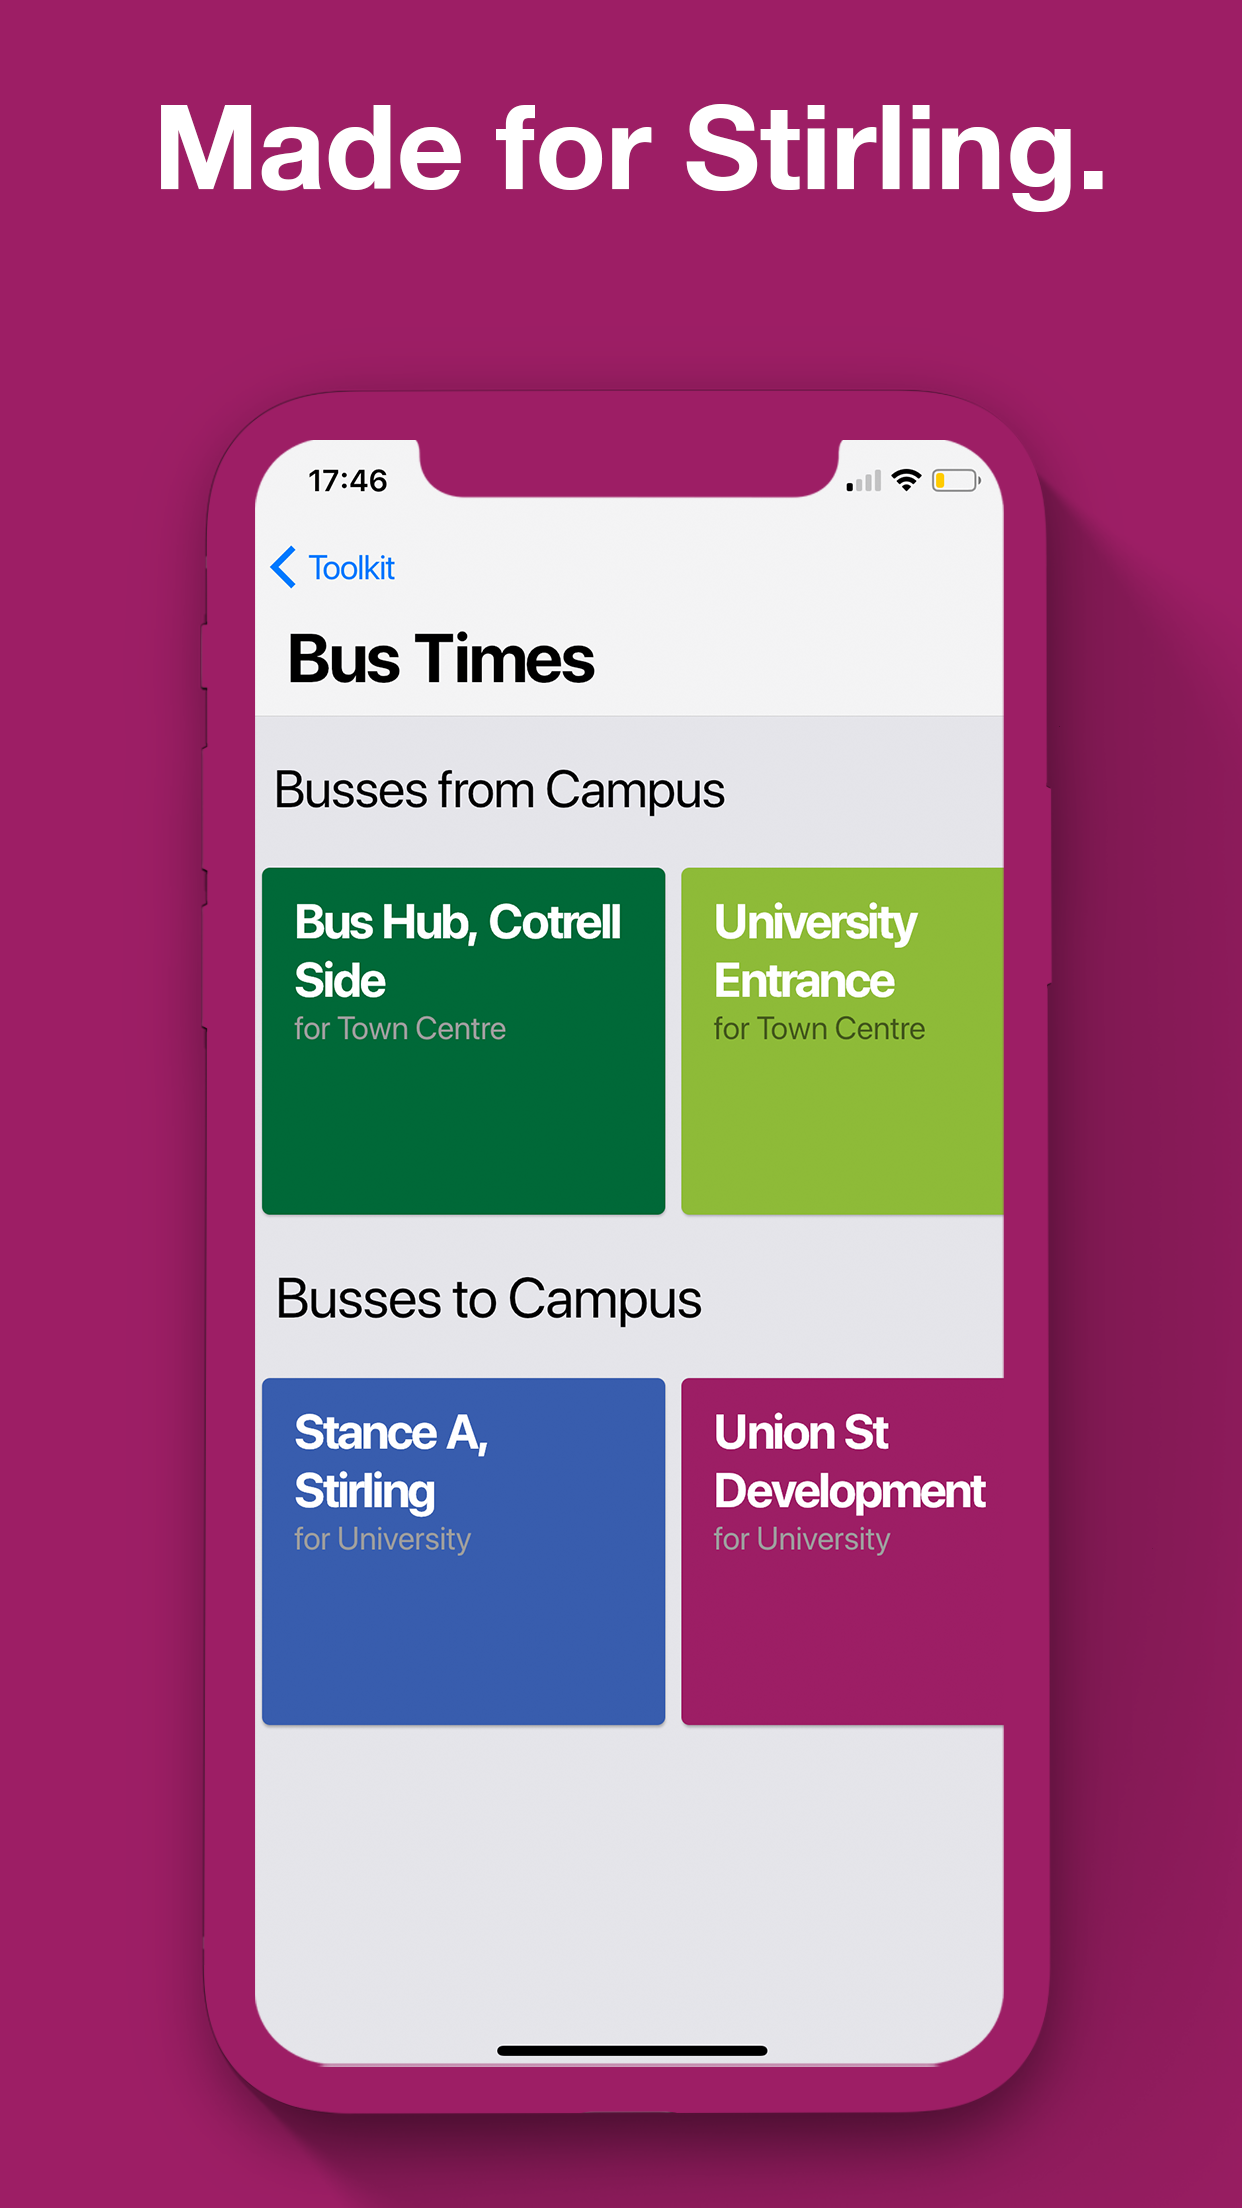 Made for Stirling.
17:46
Toolkit
Bus Times
Busses from Campus
Bus Hub, Cotrell
Side
for Town Centre
University
Entrance
for Town Centre
Busses to Campus
Stance A,
Stirling
for University
Union St
Development
for University